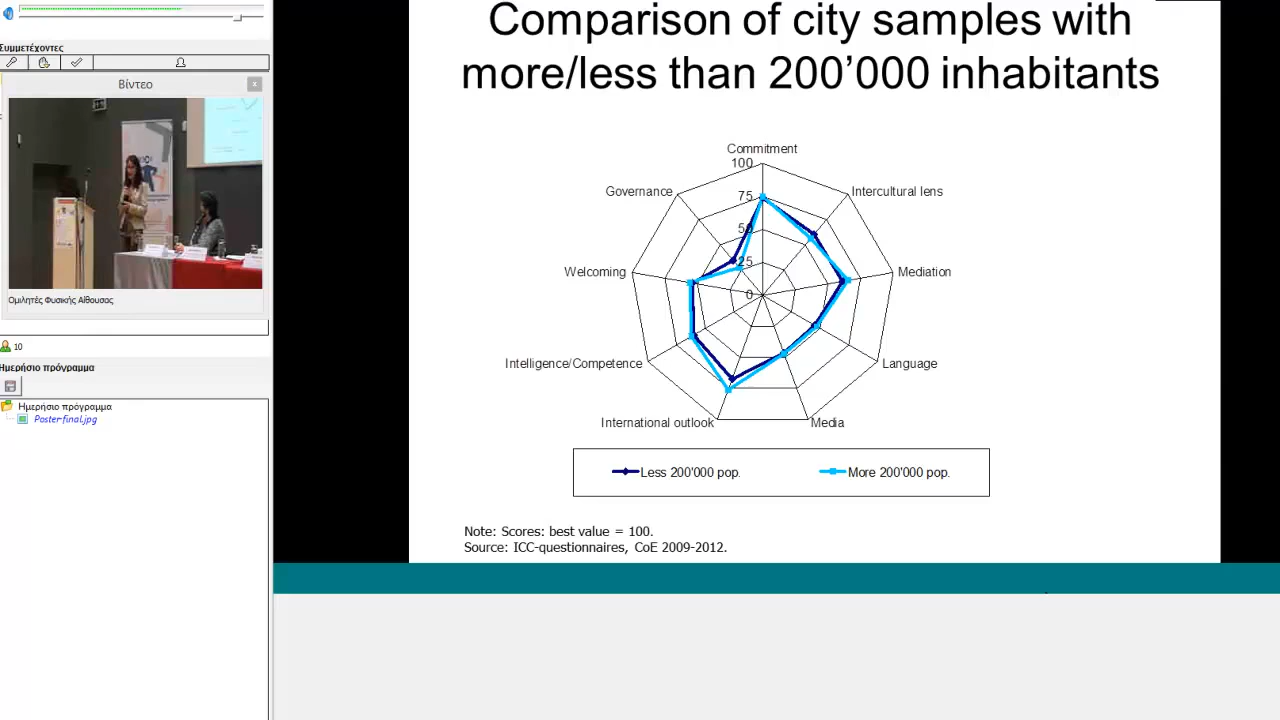 Συμμετέχοντες
Βίντεο
x
Ομιλητές Φυσικής Αίθουσας
10
Ημερήσιο πρόγραμμα
Ημερήσιο πρόγραμμα
Posterfinal.jpg
Comparison of city samples with
more/less than 200’000 inhabitants
Commitment
100
Governance
75
Intercultural lens
50
25
Welcoming
Mediation
0
Intelligence/Competence
Language
International outlook
Media
Less 200'000 pop.
More 200'000 pop.
Note: Scores: best value = 100.
Source: ICC-questionnaires, CoE 2009-2012.